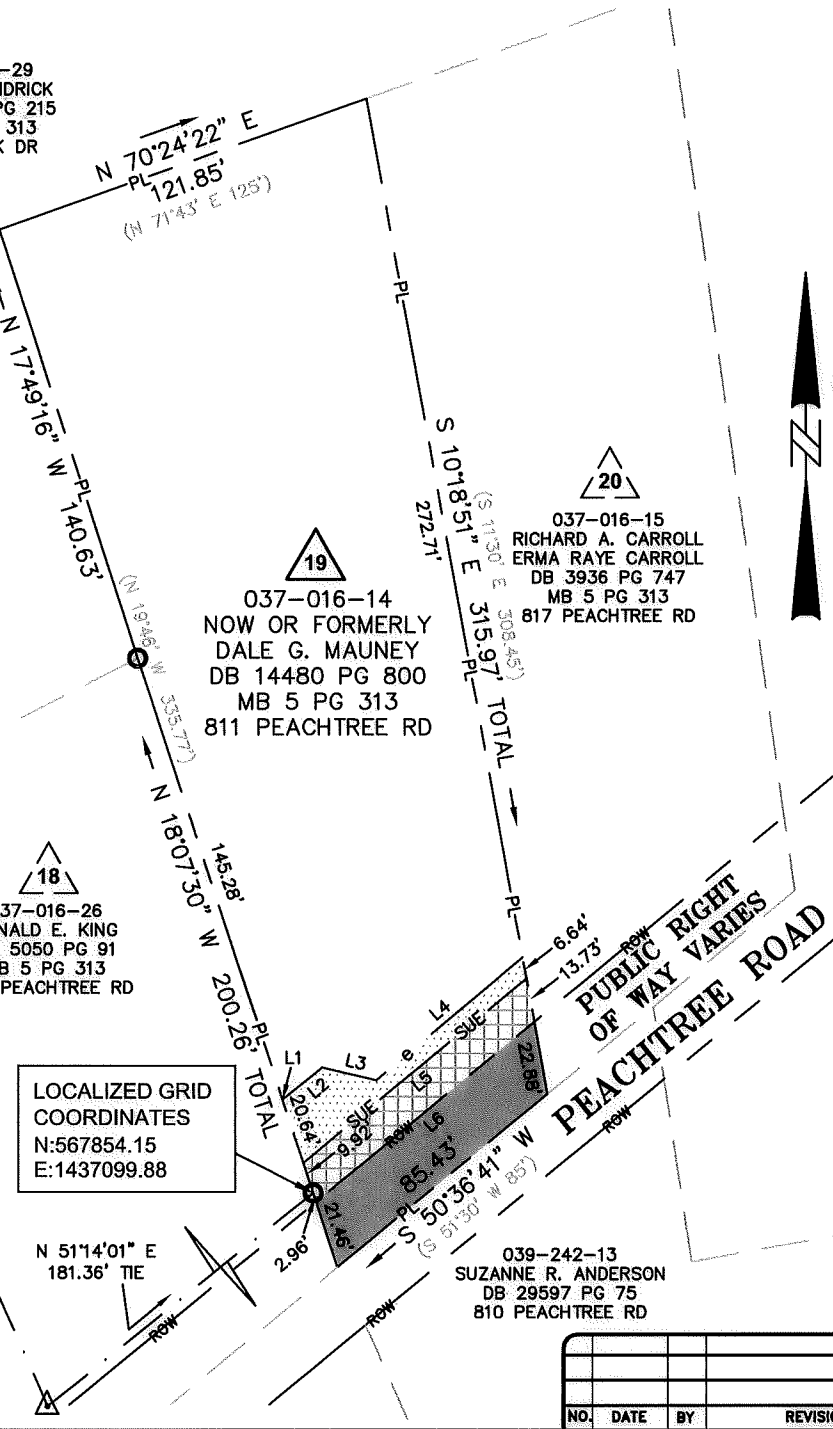 -29
NDRICK
PG 215
313
K DR
N 70°24'22" E
PL
121.85'
(N 71°43' E 125')
N 17°49'16" W 140.63'
PL
(N 19°46' W 335.77')
PL
S 10°18'51" E 315.97' TOTAL
272.71'
(S 11°30' E 308.45')
PL
PL
19
037-016-14
NOW OR FORMERLY
DALE G. MAUNEY
DB 14480 PG 800
MB 5 PG 313
811 PEACHTREE RD
20
037-016-15
RICHARD A. CARROLL
ERMA RAYE CARROLL
DB 3936 PG 747
MB 5 PG 313
817 PEACHTREE RD
N
18
37-016-26
NALD E. KING
5050 PG 91
B 5 PG 313
PEACHTREE RD
N 18°07'30" W 200.26' TOTAL
145.28'
PL
6.64'
13.73'
ROW
PUBLIC RIGHT
OF WAY VARIES
PEACHTREE ROAD
ROW
L1
L2
L3
e
L4
SUE
L5
SUE
20.64'
9.92'
ROW
L6
22.88'
85.43'
PL
S 50°36'41" W
(S 51°30' W 85')
21.46'
2.96'
LOCALIZED GRID
COORDINATES
N:567854.15
E:1437099.88
N 51°14'01" E
181.36' TIE
ROW
ROW
039-242-13
SUZANNE R. ANDERSON
DB 29597 PG 75
810 PEACHTREE RD
NO. DATE BY REVISI